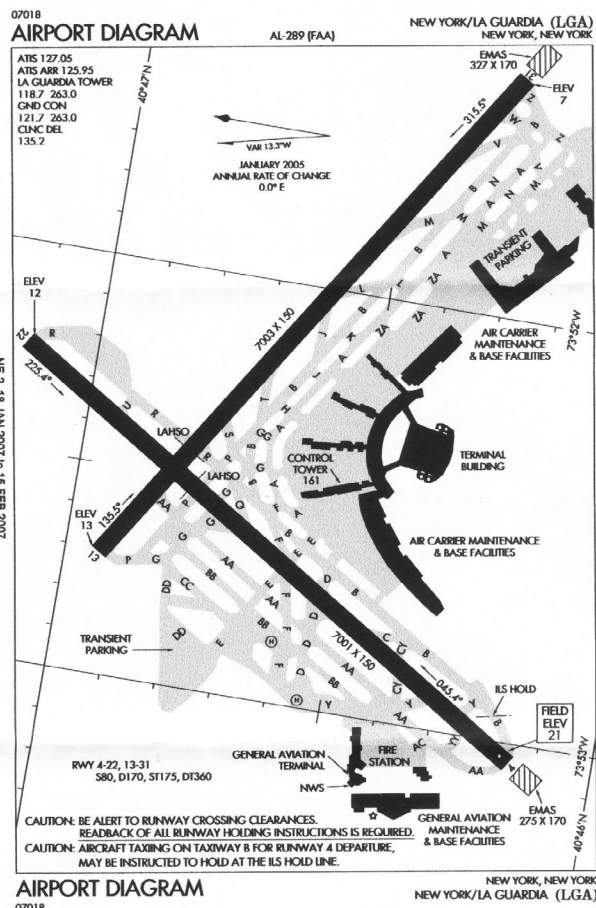 07018
AIRPORT DIAGRAM
AL-289 (FAA)
NEW YORK/LA GUARDIA (LGA)
NEW YORK, NEW YORK
ATIS 127.05
ATIS ARR 125.95
LA GUARDIA TOWER
118.7 263.0
GND CON
121.7 263.0
CLNC DEL
135.2
40°47'N
VAR 13.3°W
JANUARY 2005
ANNUAL RATE OF CHANGE
0.0° E
EMAS
327 X 170
ELEV
7
315.5°
TRANSIENT
PARKING
73°52'W
ELEV
12
22
225.4°
7003 X 150
AIR CARRIER
MAINTENANCE
& BASE FACILITIES
LAHSO
LAHSO
CONTROL
TOWER
161
TERMINAL
BUILDING
ELEV
13
13
135.5°
AIR CARRIER MAINTENANCE
& BASE FACILITIES
TRANSIENT
PARKING
7001 X 150
045.4°
ILS HOLD
FIELD
ELEV
21
73°53'W
RWY 4-22, 13-31
S80, D170, ST175, DT360
GENERAL AVIATION
TERMINAL
NWS
FIRE
STATION
4
EMAS
275 X 170
GENERAL AVIATION
MAINTENANCE
& BASE FACILITIES
40°46'N
CAUTION: BE ALERT TO RUNWAY CROSSING CLEARANCES.
READBACK OF ALL RUNWAY HOLDING INSTRUCTIONS IS REQUIRED.
CAUTION: AIRCRAFT TAXIING ON TAXIWAY B FOR RUNWAY 4 DEPARTURE,
MAY BE INSTRUCTED TO HOLD AT THE ILS HOLD LINE.
AIRPORT DIAGRAM
07018
NEW YORK, NEW YORK
NEW YORK/LA GUARDIA (LGA)